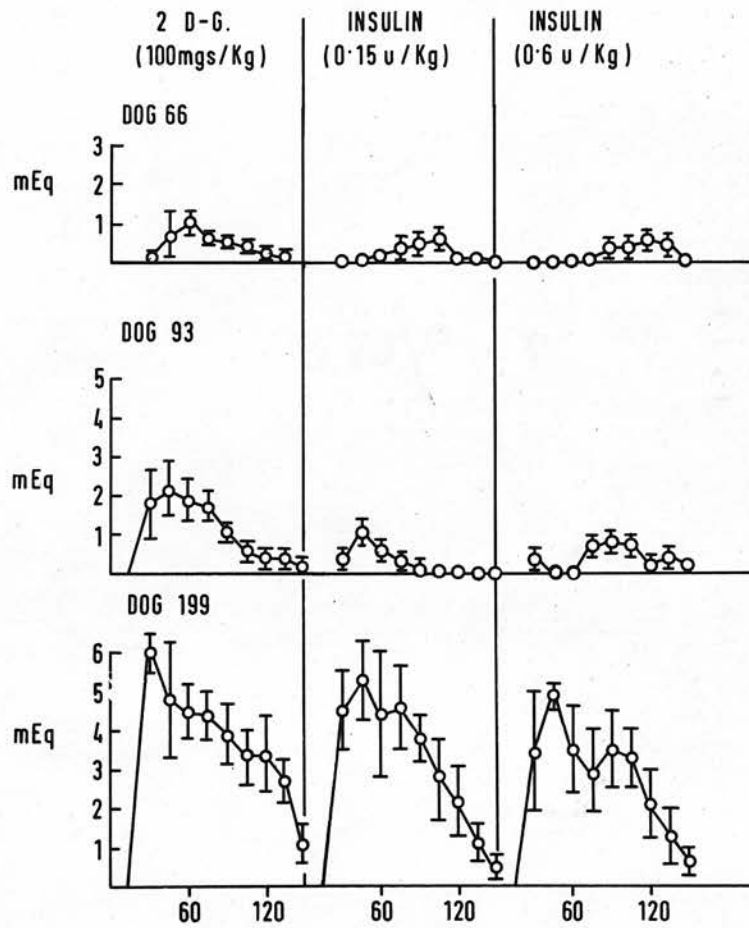 2 D-G. INSULIN INSULIN
(100mgs/Kg) (0·15 u/Kg) (0·6 u/Kg)
DOG 66
3
mEq 2
1
DOG 93
5
4
mEq 3
2
1
DOG 199
6
5
mEq 4
3
2
1
60 120 60 120 60 120